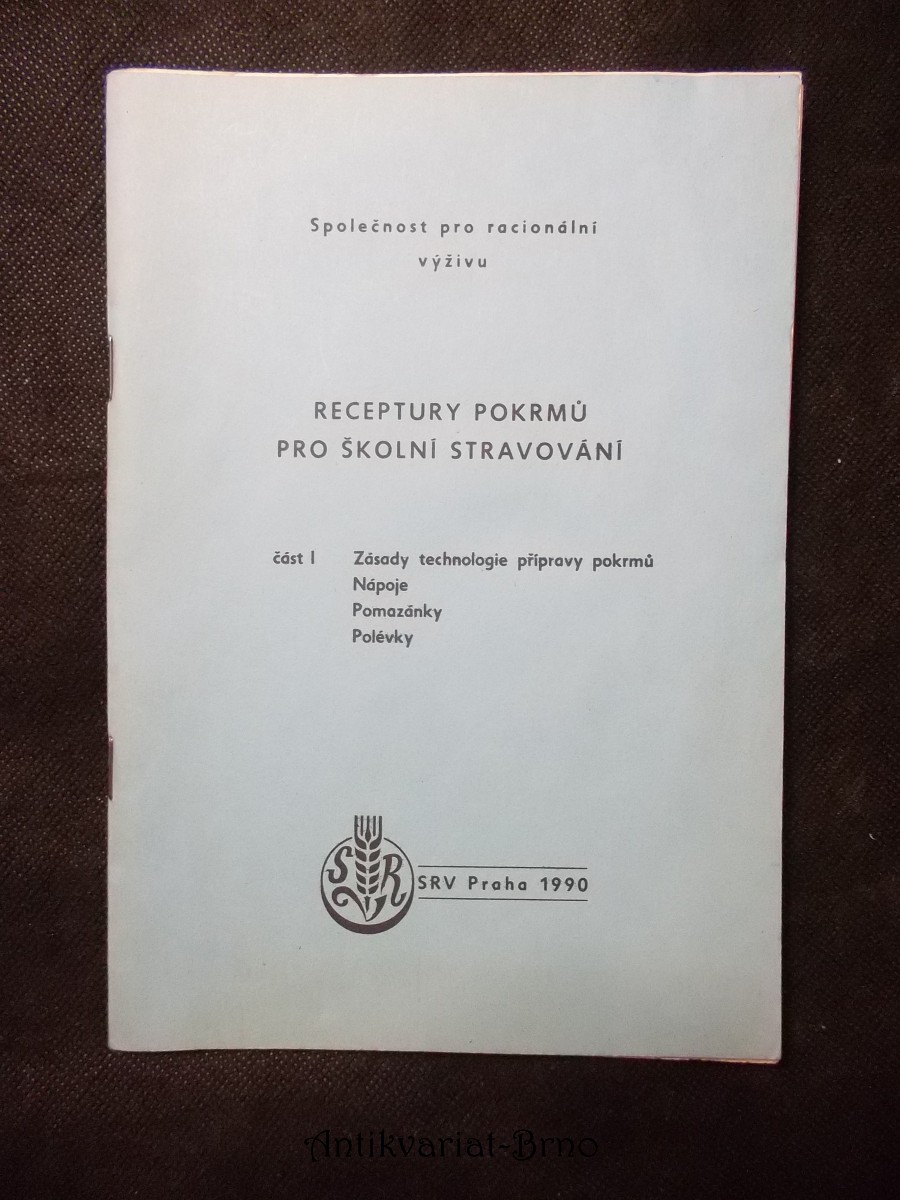 Společnost pro racionální
výživu
RECEPTURY POKRMŮ
PRO ŠKOLNÍ STRAVOVÁNÍ
část I Zásady technologie přípravy pokrmů
Nápoje
Pomazánky
Polévky
SVR
SRV Praha 1990
Antikvariat-Brno